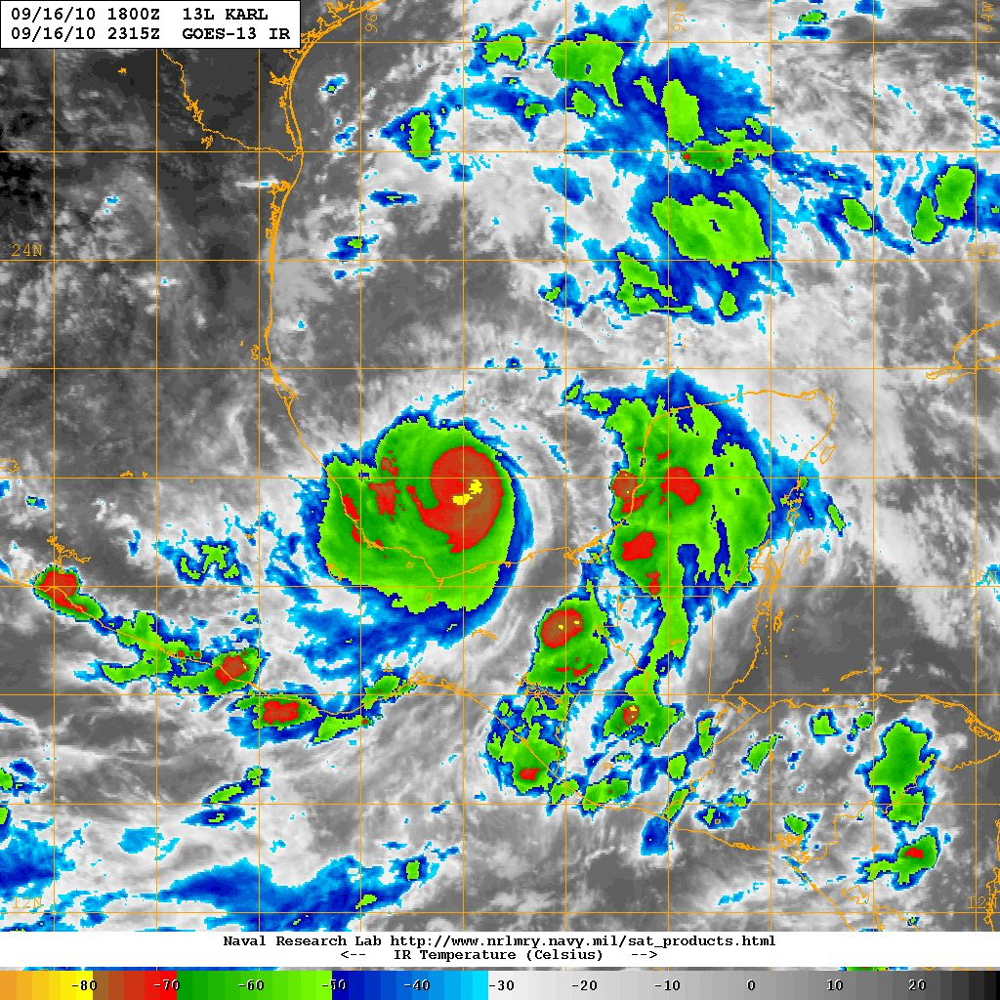 09/16/10 1800Z 13L KARL
09/16/10 2315Z GOES-13 IR
96W
90W
84W
24N
24N
18N
18N
12N
12N
Naval Research Lab http://www.nrlmry.navy.mil/sat_products.html
<-- IR Temperature (Celsius) -->
-80 -70 -60 -50 -40 -30 -20 -10 0 10 20